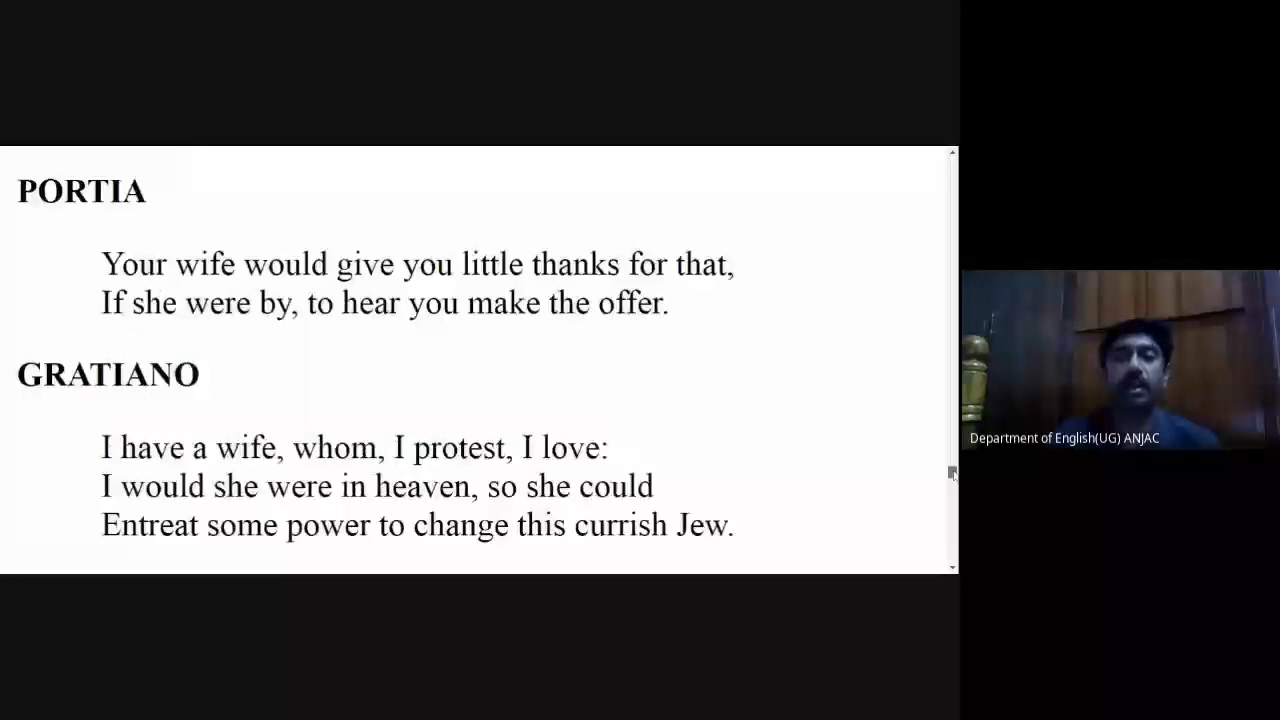 PORTIA
Your wife would give you little thanks for that,
If she were by, to hear you make the offer.
GRATIANO
I have a wife, whom, I protest, I love:
I would she were in heaven, so she could
Entreat some power to change this currish Jew.
Department of English(UG) ANJAC